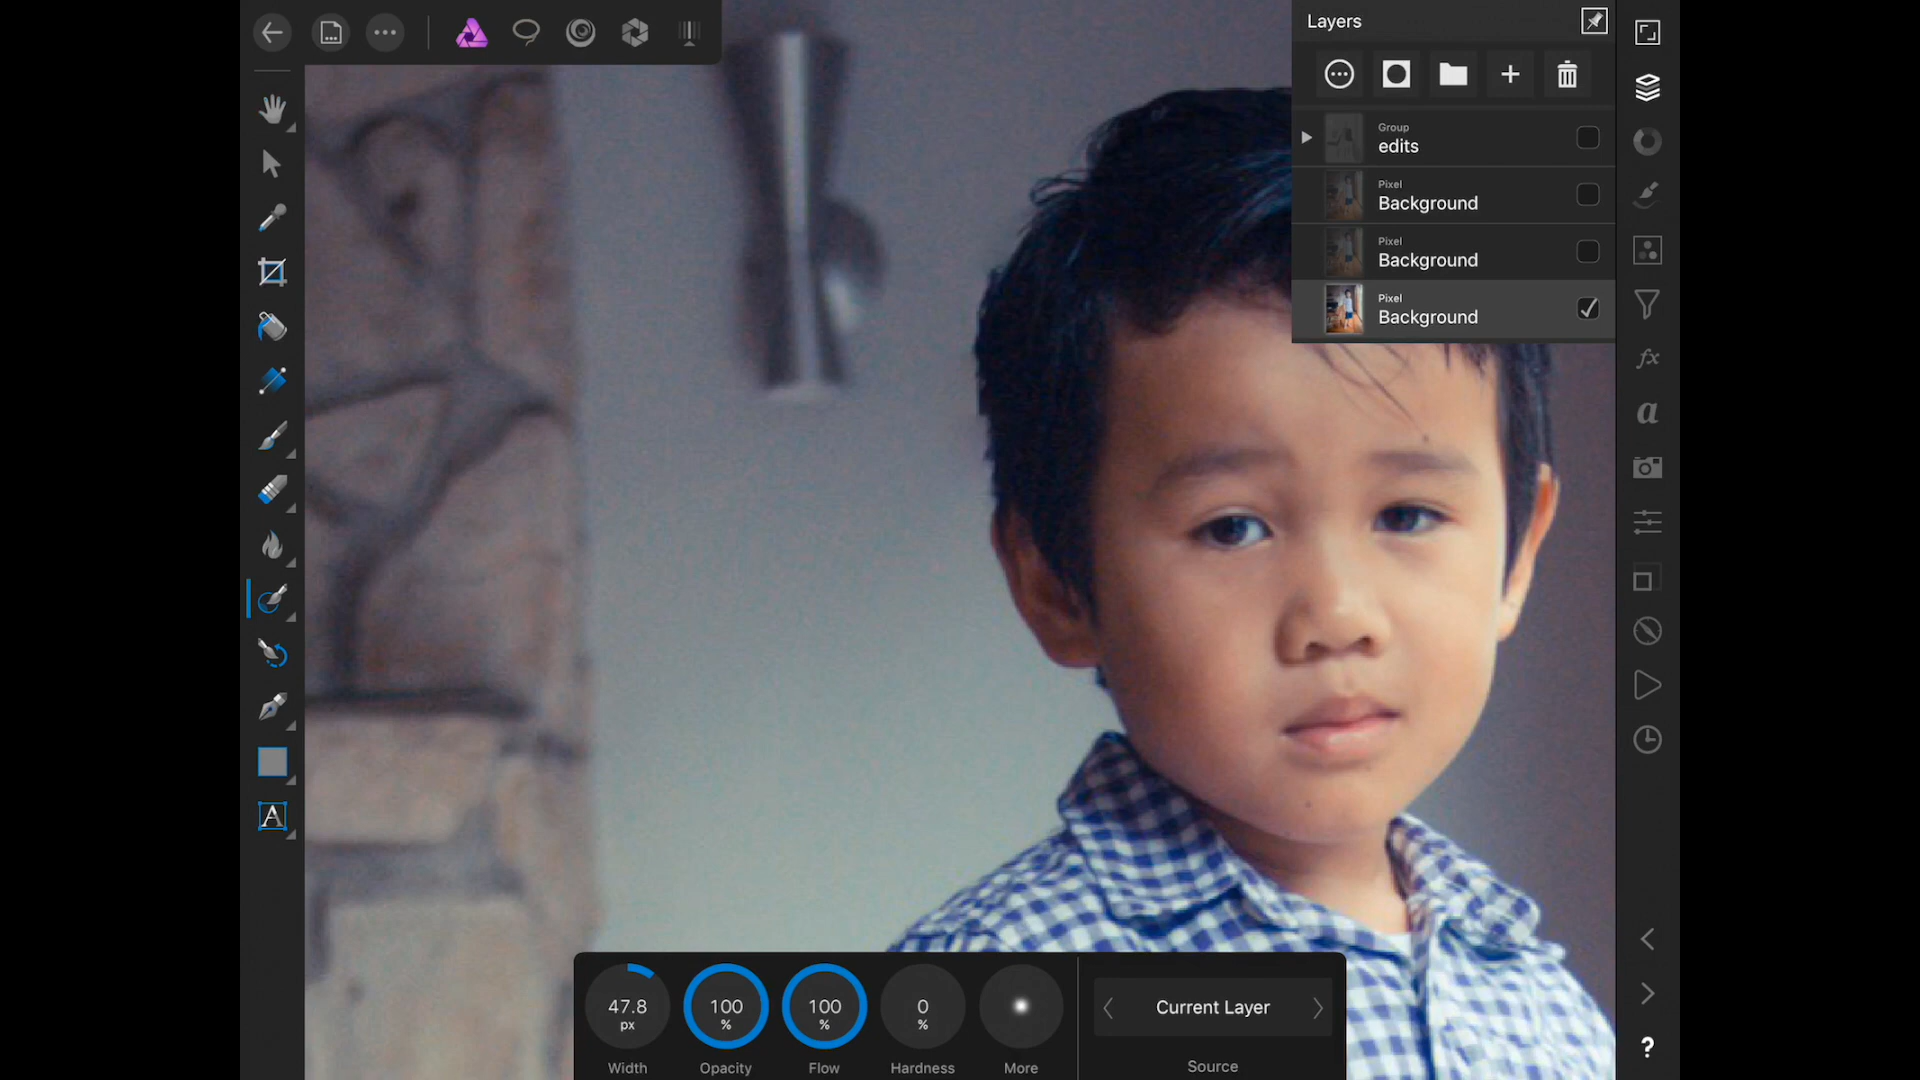 Layers
Group
edits
Pixel
Background
Pixel
Background
Pixel
Background
fx
a
A
47.8
px
100
%
100
%
0
%
Width
Opacity
Flow
Hardness
More
Current Layer
Source
?